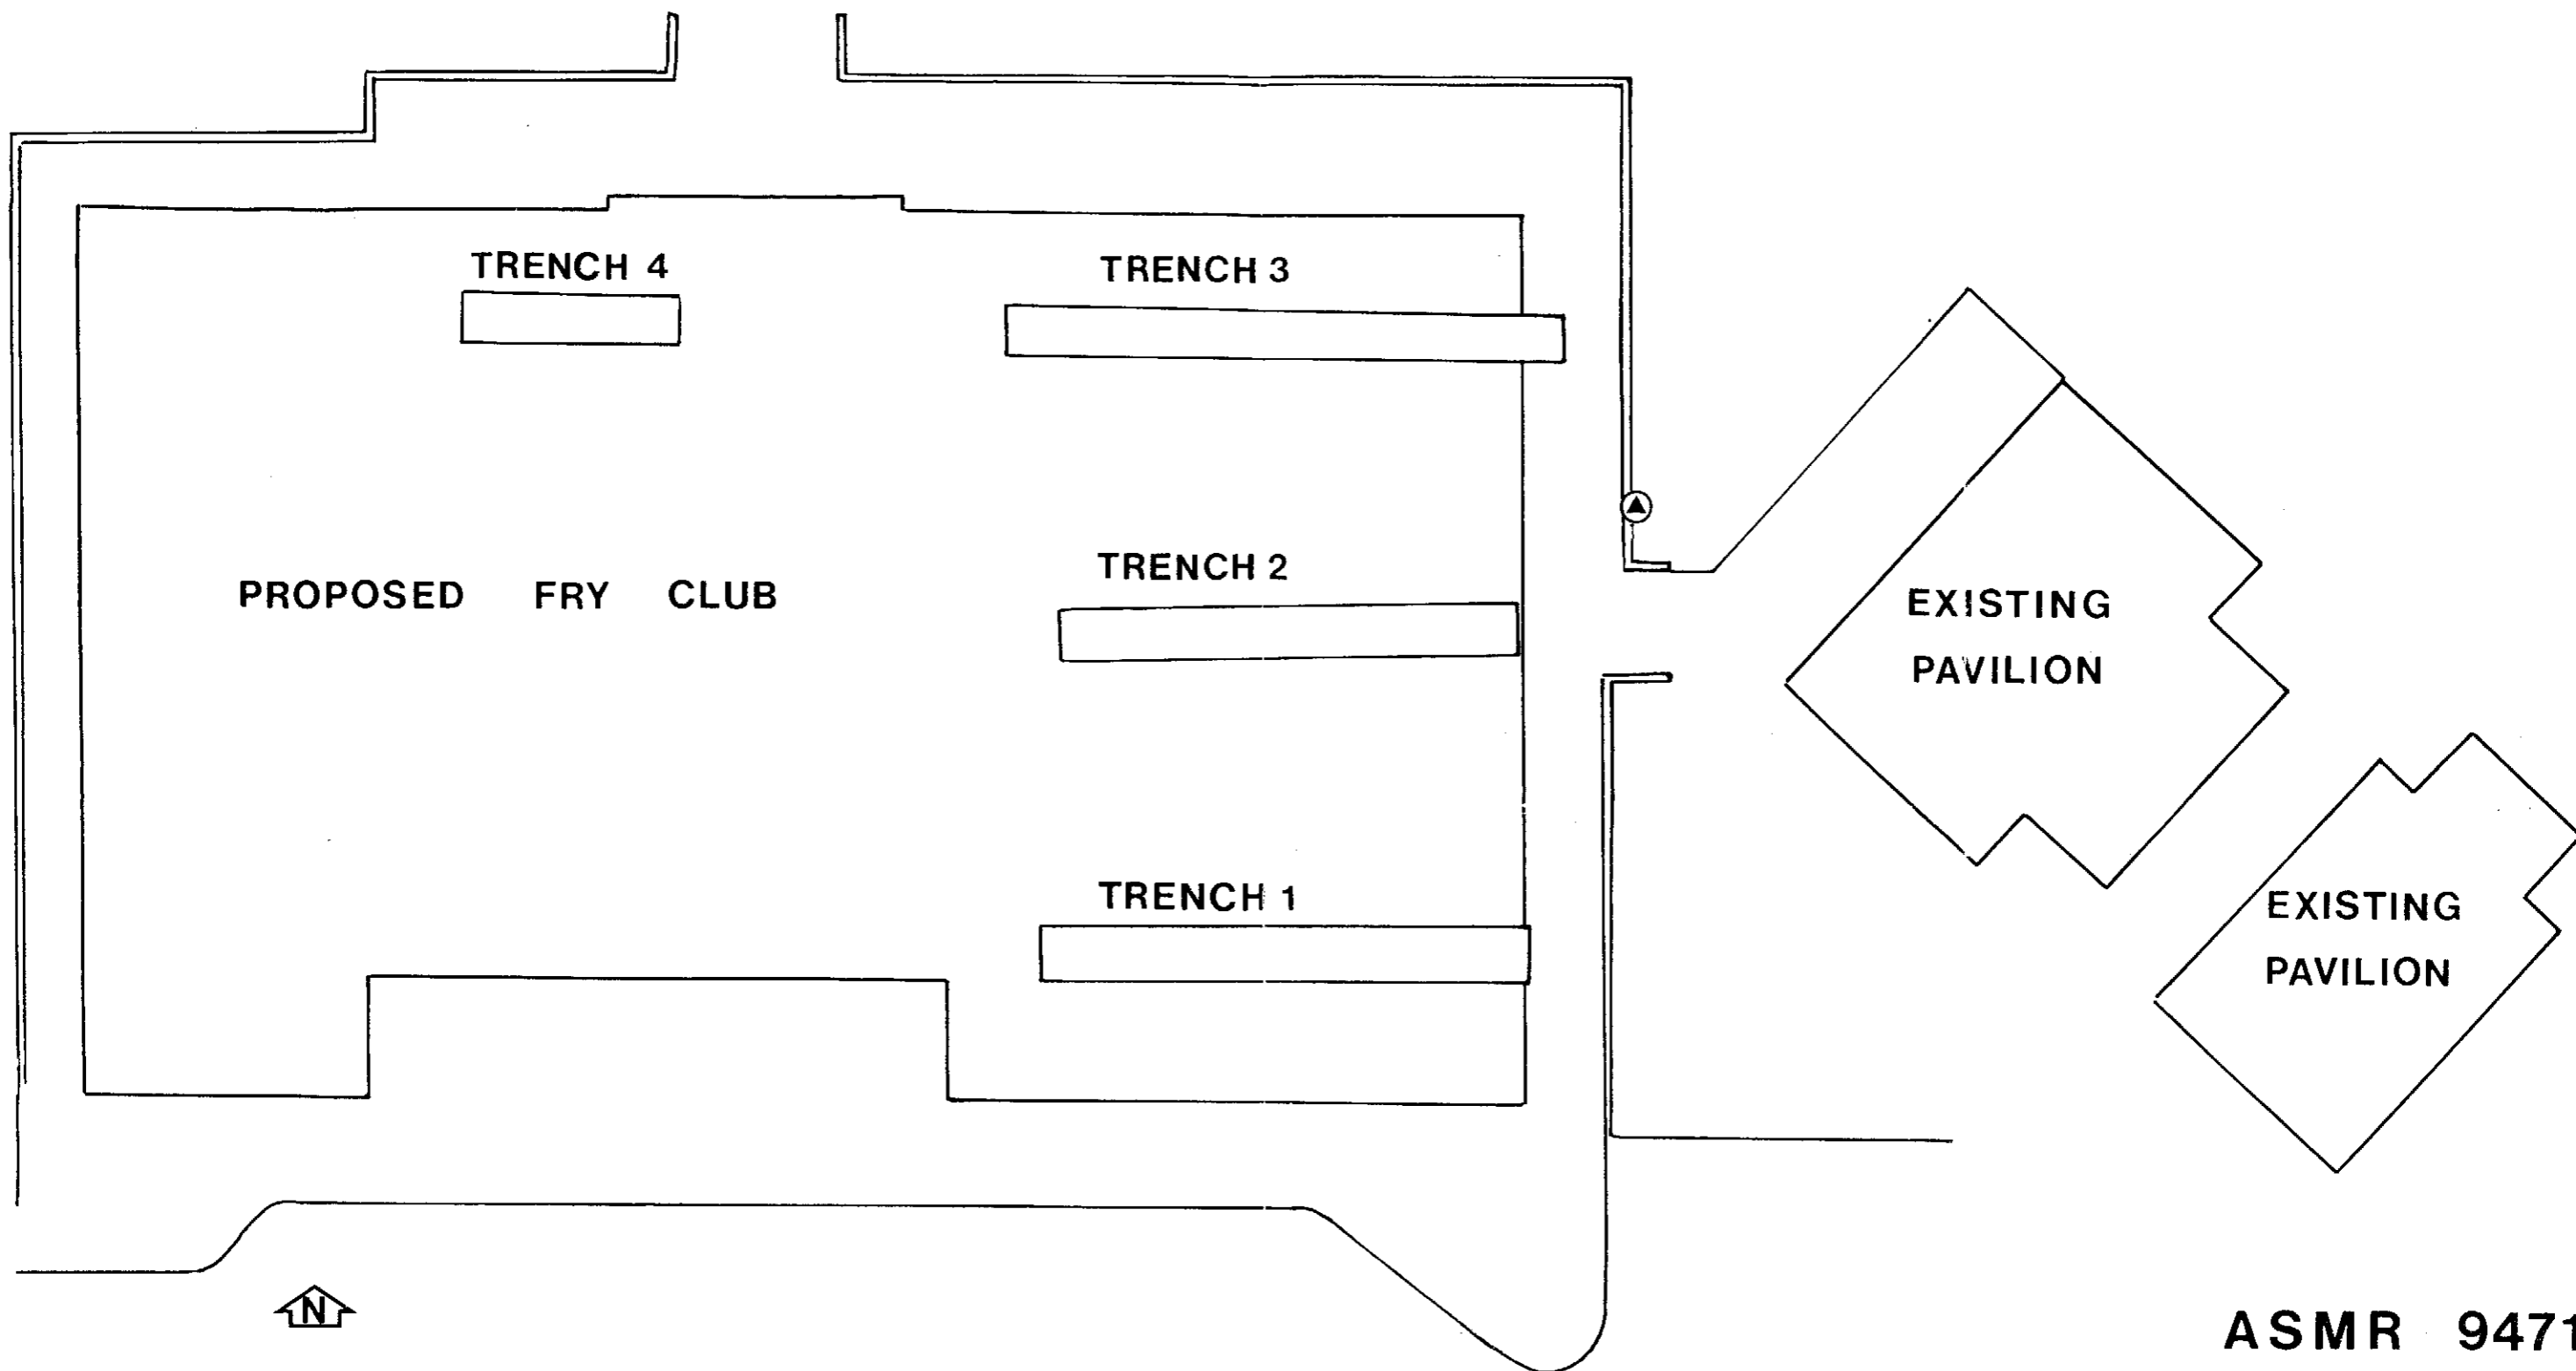 TRENCH 4
TRENCH 3
TRENCH 2
PROPOSED FRY CLUB
EXISTING
PAVILION
TRENCH 1
EXISTING
PAVILION
N
ASMR 9471